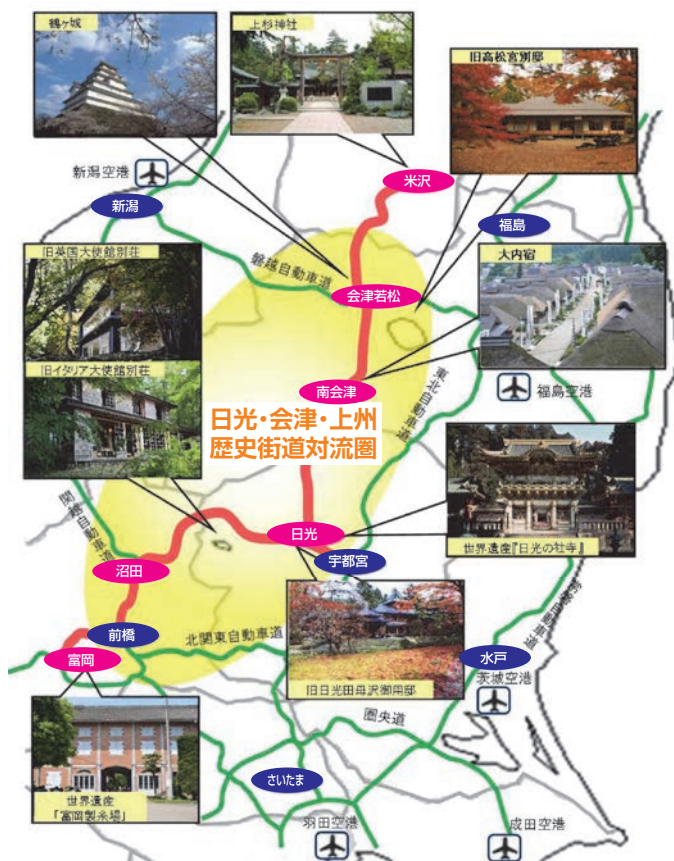 鶴ヶ城
上杉神社
旧高松宮別邸
新潟空港
米沢
新潟
福島
旧英国大使館別荘
磐越自動車道
大内宿
会津若松
旧イタリア大使館別荘
南会津
福島空港
東北自動車道
日光・会津・上州
歴史街道対流圏
関越自動車道
日光
世界遺産『日光の社寺』
宇都宮
沼田
常磐自動車道
前橋
北関東自動車道
富岡
水戸
旧日光田母沢御用邸
茨城空港
圏央道
さいたま
世界遺産
「富岡製糸場」
羽田空港
成田空港